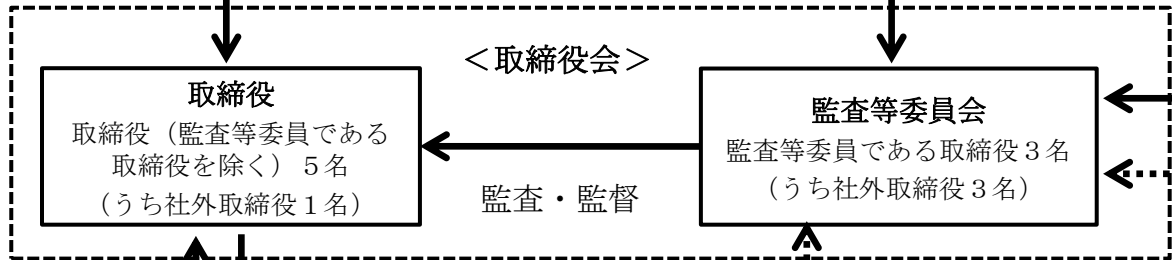 ＜取締役会＞
取締役
取締役（監査等委員である
取締役を除く）５名
（うち社外取締役１名）
監査・監督
監査等委員会
監査等委員である取締役３名
（うち社外取締役３名）